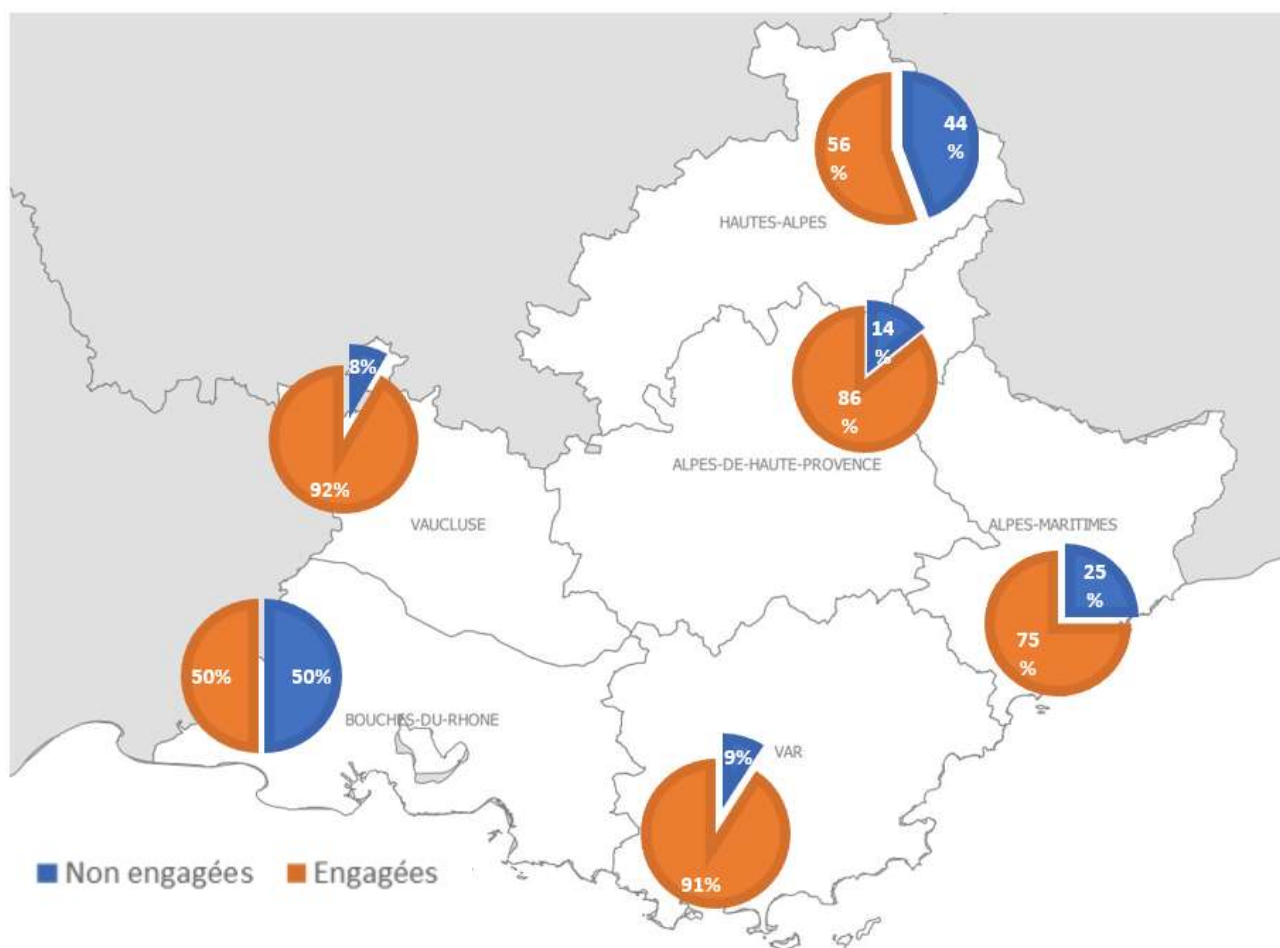 44
%
56
%
HAUTES-ALPES
14
%
86
%
8%
92%
ALPES-DE-HAUTE-PROVENCE
VAUCLUSE
ALPES-MARITIMES
25
%
75
%
50%
50%
BOUCHES-DU-RHONE
9%
VAR
91%
Non engagées
Engagées